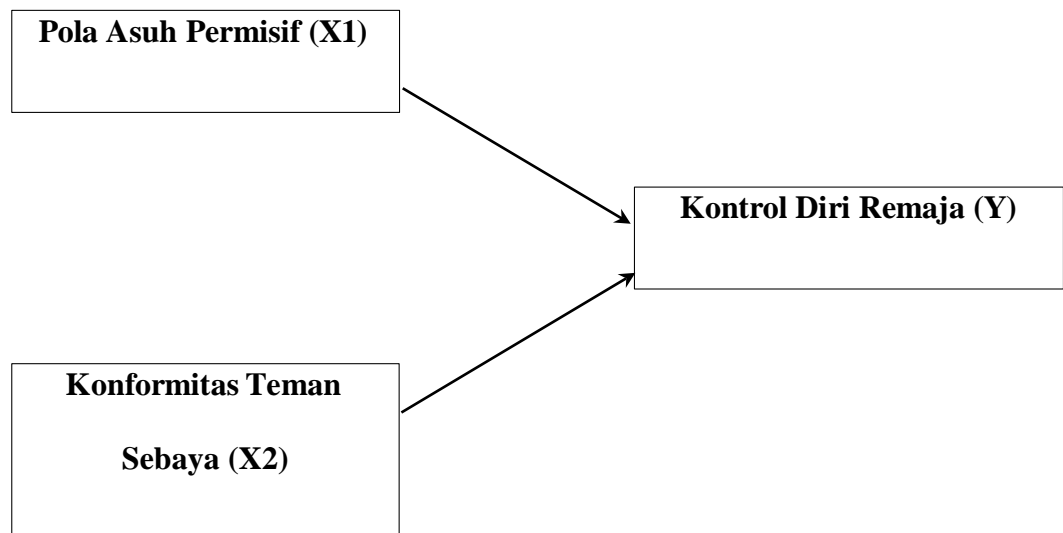 Pola Asuh Permisif (X1)
Kontrol Diri Remaja (Y)
Konformitas Teman
Sebaya (X2)